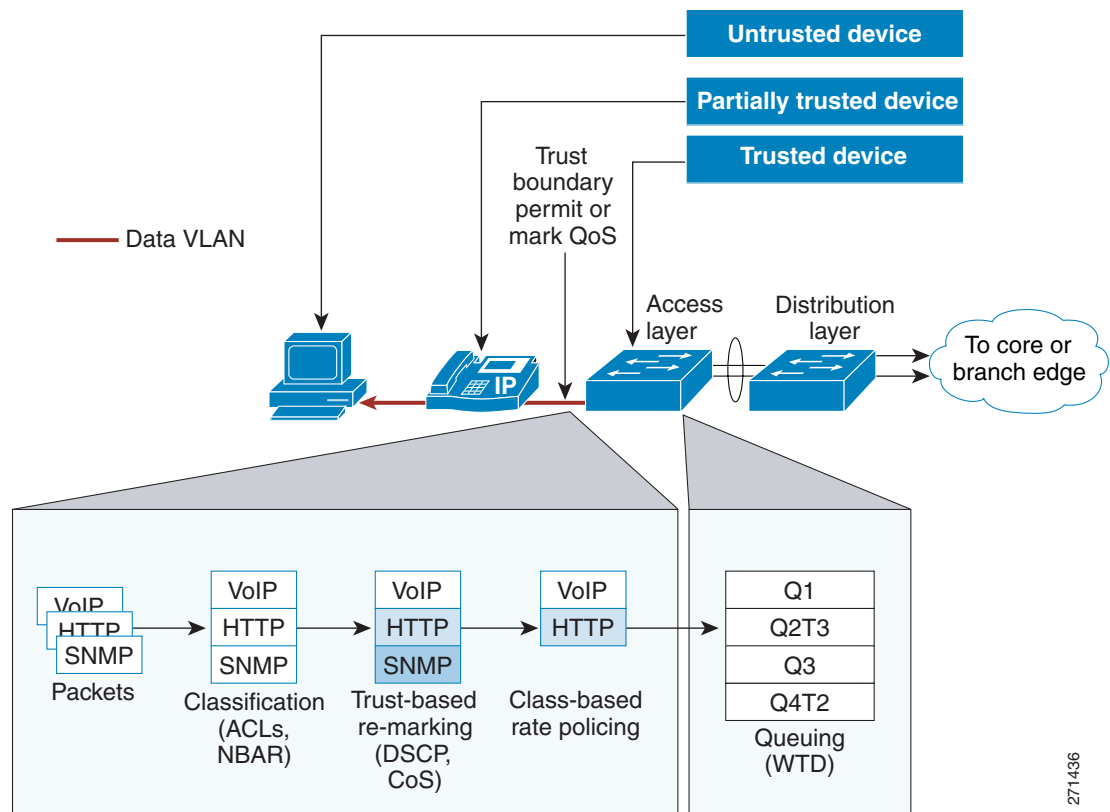 Untrusted device
Partially trusted device
Trusted device
Trust
boundary
permit or
mark QoS
Data VLAN
Access
layer
Distribution
layer
To core or
branch edge
IP
VoIP
HTTP
SNMP
Packets
VoIP
HTTP
SNMP
Classification
(ACLs,
NBAR)
VoIP
HTTP
SNMP
Trust-based
re-marking
(DSCP,
CoS)
VoIP
HTTP
Class-based
rate policing
Q1
Q2T3
Q3
Q4T2
Queuing
(WTD)
271436